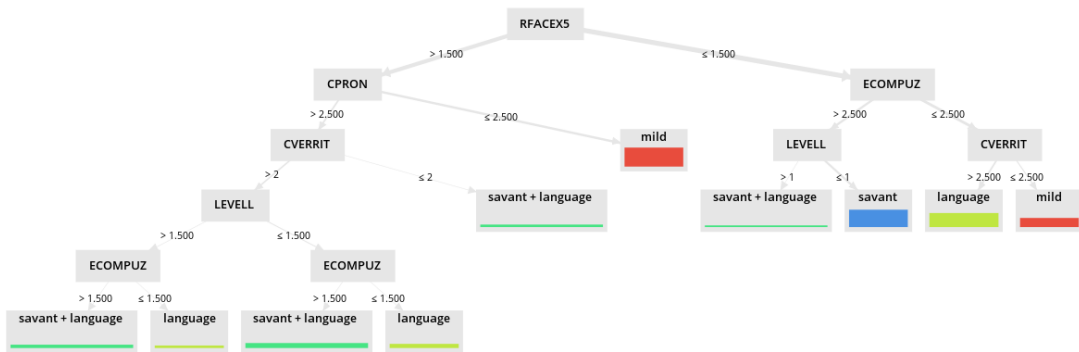 RFACEX5
> 1.500
≤ 1.500
CPRON
ECOMPUZ
> 2.500
≤ 2.500
> 2.500
≤ 2.500
CVERRIT
mild
LEVELL
CVERRIT
> 2
≤ 2
> 1
≤ 1
> 2.500
≤ 2.500
LEVELL
savant + language
savant + language
savant
language
mild
> 1.500
≤ 1.500
ECOMPUZ
ECOMPUZ
> 1.500
≤ 1.500
> 1.500
≤ 1.500
savant + language
language
savant + language
language